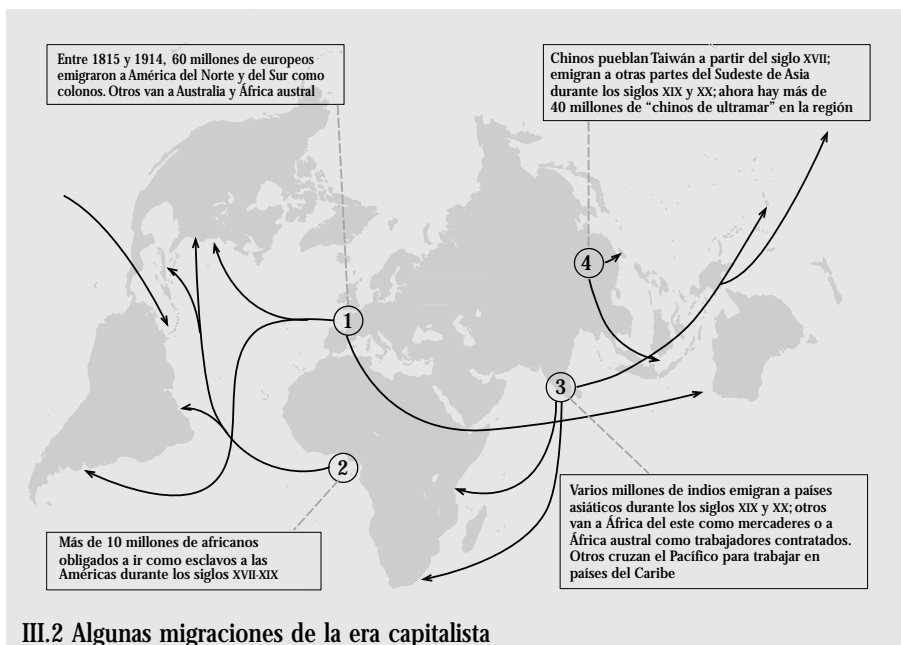 Entre 1815 y 1914, 60 millones de europeos
emigraron a América del Norte y del Sur como
colonos. Otros van a Australia y África austral
Chinos pueblan Taiwán a partir del siglo XVII;
emigran a otras partes del Sudeste de Asia
durante los siglos XIX y XX; ahora hay más de
40 millones de “chinos de ultramar” en la región
4
1
3
2
Más de 10 millones de africanos
obligados a ir como esclavos a las
Américas durante los siglos XVII-XIX
Varios millones de indios emigran a países
asiáticos durante los siglos XIX y XX; otros
van a África del este como mercaderes o a
África austral como trabajadores contratados.
Otros cruzan el Pacífico para trabajar en
países del Caribe
III.2 Algunas migraciones de la era capitalista